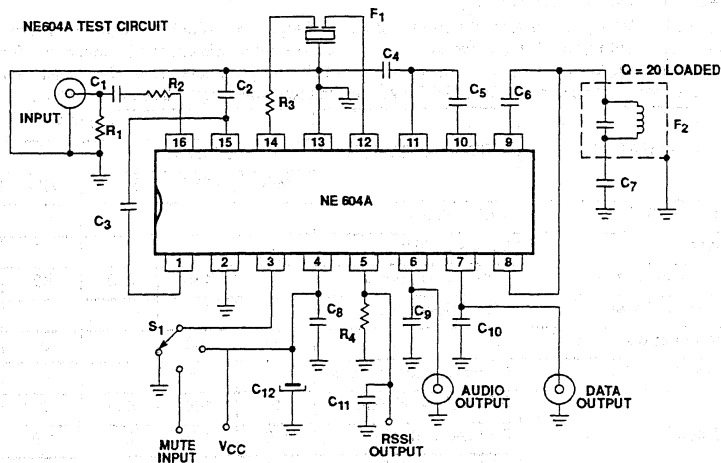 NE604A TEST CIRCUIT
F1
C4
Q = 20 LOADED
C1
R2
C2
R3
C5
C6
F2
INPUT
R1
16 15 14 13 12 11 10 9
C7
NE 604A
C3
1 2 3 4 5 6 7 8
S1
C8
R4
C9
C10
C12
C11
AUDIO OUTPUT
DATA OUTPUT
MUTE INPUT
VCC
RSSI OUTPUT